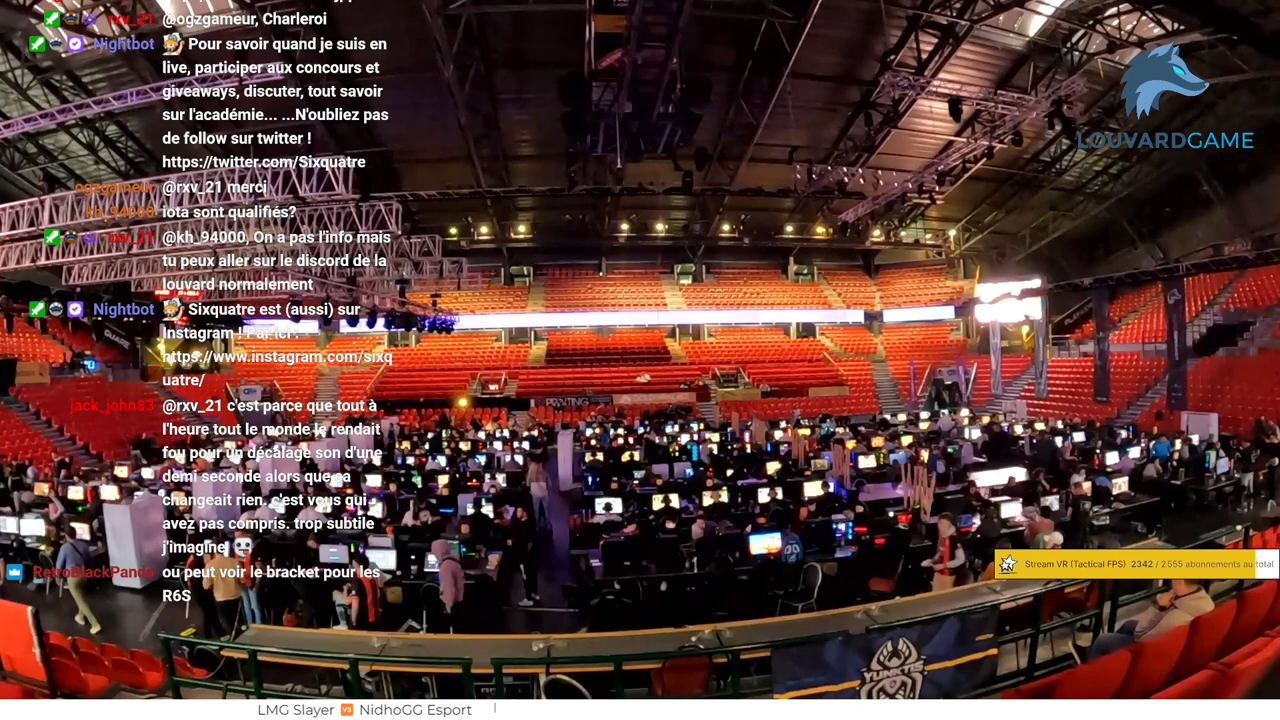 rxv_21 @ogzgameur, Charleroi
Nightbot Pour savoir quand je suis en
live, participer aux concours et
giveaways, discuter, tout savoir
sur l'académie... ...N'oubliez pas
de follow sur twitter !
https://twitter.com/Sixquatre
ogzgameur @rxv_21 merci
kh_94000 iota sont qualifiés?
rxv_21 @kh_94000, On a pas l'info mais
tu peux aller sur le discord de la
louvard normalement
Nightbot Sixquatre est (aussi) sur
Instagram ! Par ici :
https://www.instagram.com/sixq
uatre/
jack_john83 @rxv_21 c'est parce que tout à
l'heure tout le monde le rendait
fou pour un décalage son d'une
demi seconde alors que ça
changeait rien. c'est vous qui
avez pas compris. trop subtile
j'imagine
RetroBlackPanda ou peut voir le bracket pour les
R6S
LOUVARDGAME
Stream VR (Tactical FPS) 2342 / 2555 abonnements au total
YUNKTIS
LMG Slayer VS NidhoGG Esport